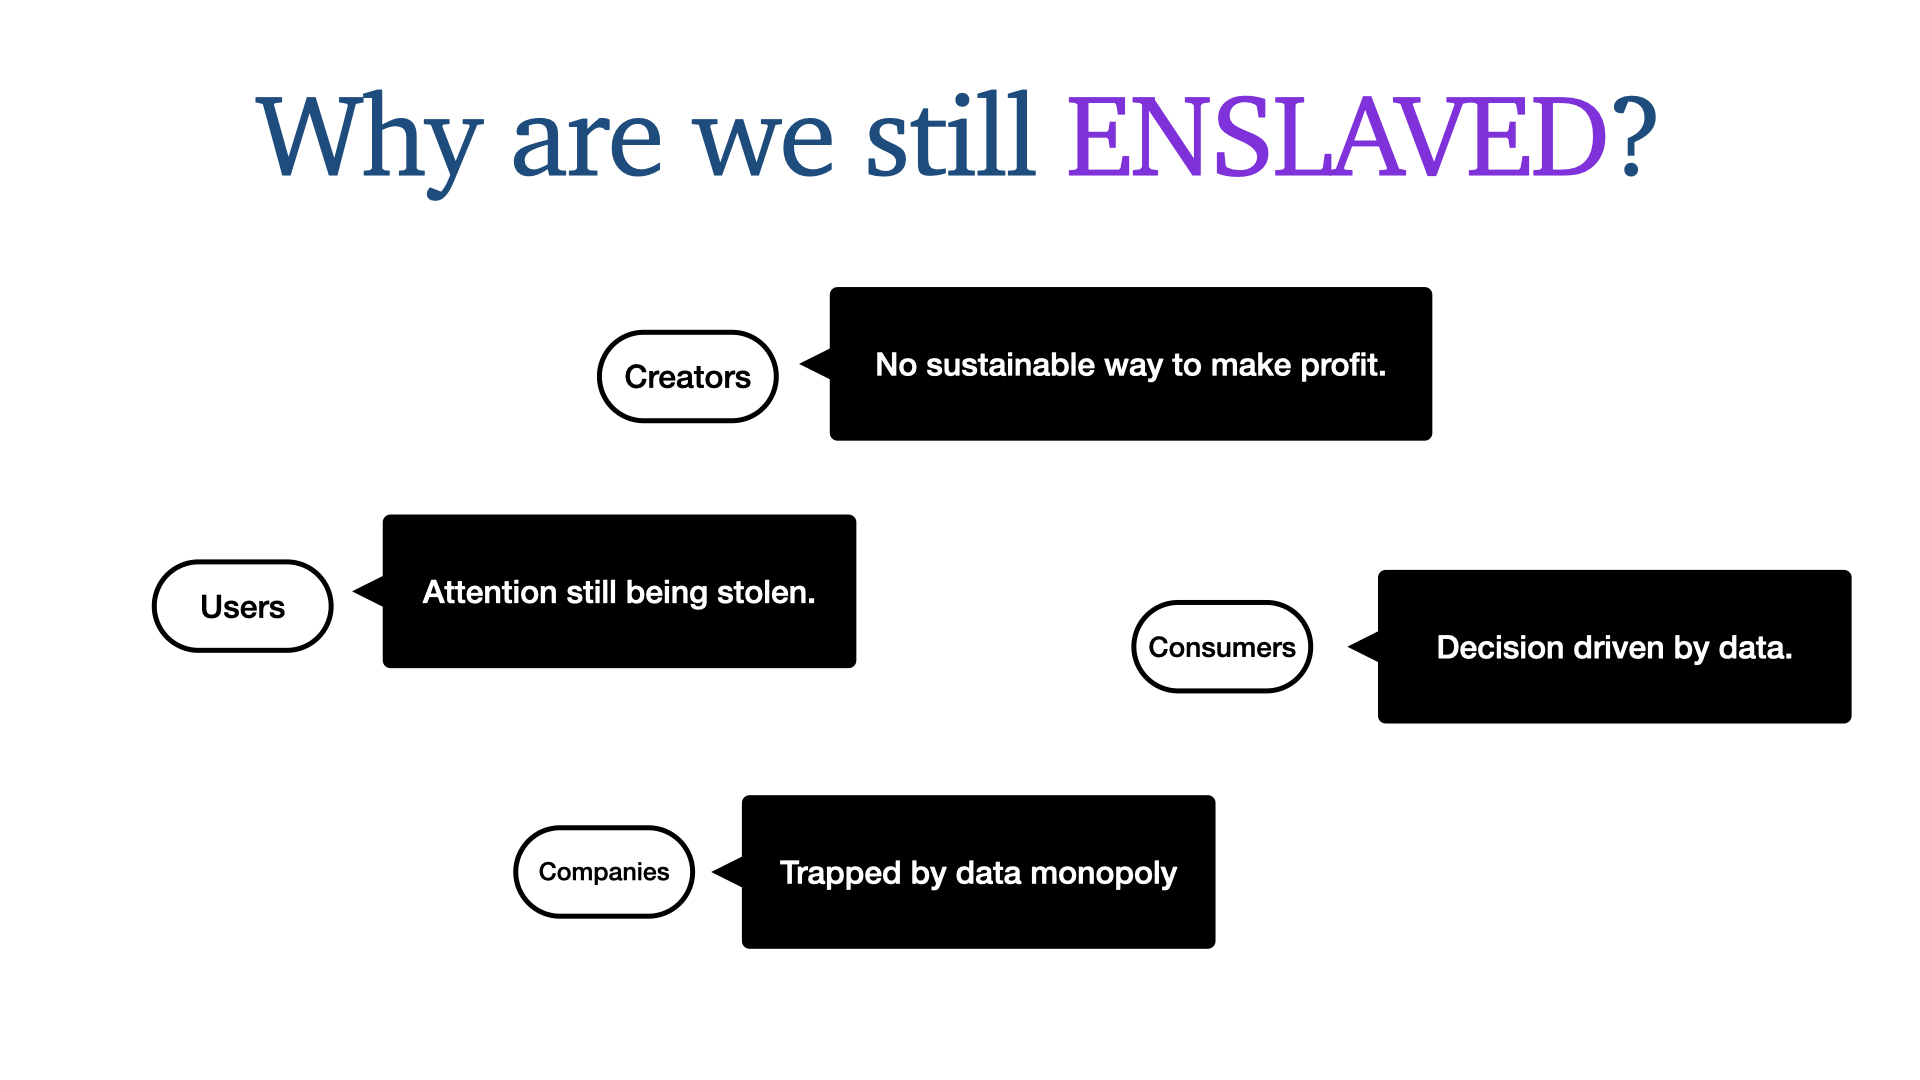 Why are we still ENSLAVED?
Creators
No sustainable way to make profit.
Users
Attention still being stolen.
Consumers
Decision driven by data.
Companies
Trapped by data monopoly